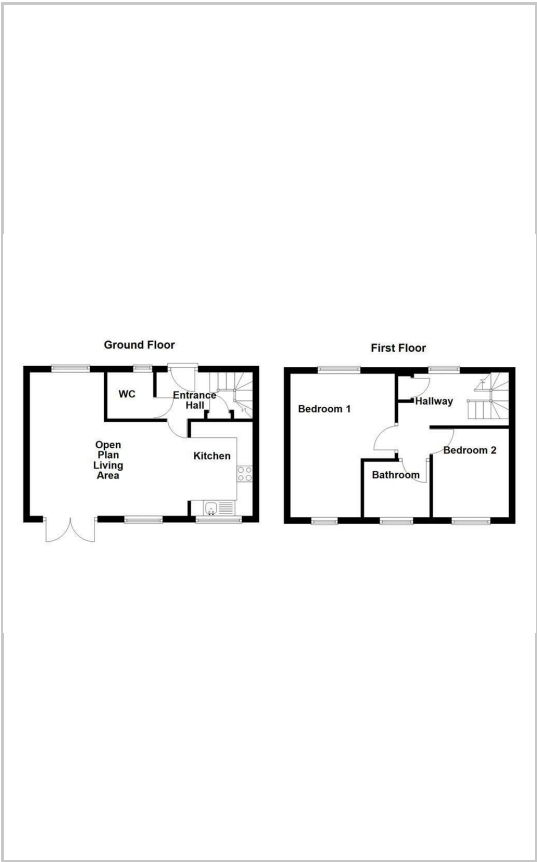 Ground Floor
WC
Entrance
Hall
Open
Plan
Living
Area
Kitchen
First Floor
Bedroom 1
Hallway
Bedroom 2
Bathroom